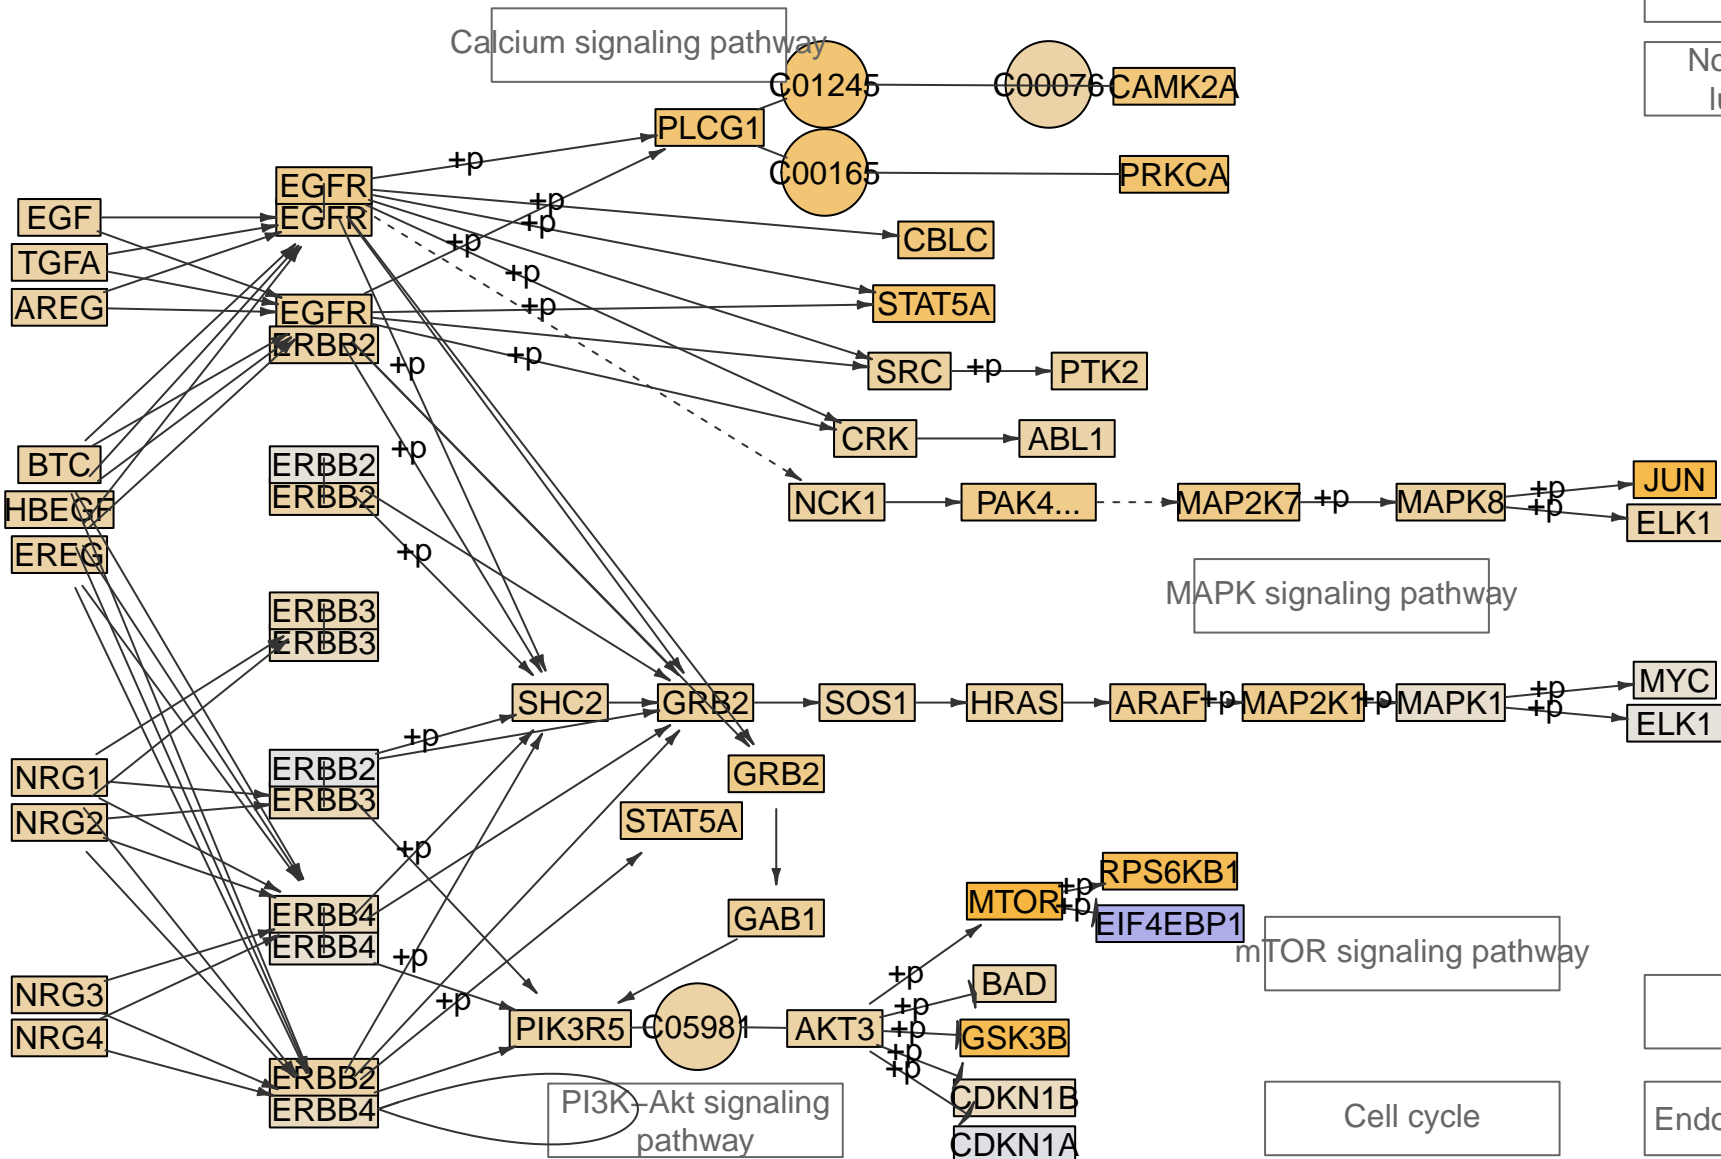 Calcium signaling pathway
No
lu
C01245
C00076
CAMK2A
PLCG1
C00165
PRKCA
+p
EGFR
EGFR
EGF
TGFA
AREG
+p
+p
+p
CBLC
+p
STAT5A
+p
EGFR
ERBB2
+p
+p
SRC
+p
PTK2
CRK
ABL1
BTC
HBEGF
EREG
ERBB2
ERBB2
+p
+p
NCK1
PAK4...
MAP2K7
+p
MAPK8
+p
+p
JUN
ELK1
MAPK signaling pathway
ERBB3
ERBB3
SHC2
GRB2
SOS1
HRAS
ARAF
+p
MAP2K1
+p
MAPK1
+p
+p
MYC
ELK1
NRG1
NRG2
ERBB2
ERBB3
+p
GRB2
STAT5A
+p
GAB1
MTOR
+p
+p
RPS6KB1
EIF4EBP1
mTOR signaling pathway
ERBB4
ERBB4
+p
+p
NRG3
NRG4
PIK3R5
C05981
AKT3
+p
+p
+p
+p
+p
BAD
GSK3B
CDKN1B
CDKN1A
ERBB2
ERBB4
PI3K-Akt signaling
pathway
Cell cycle
Endo